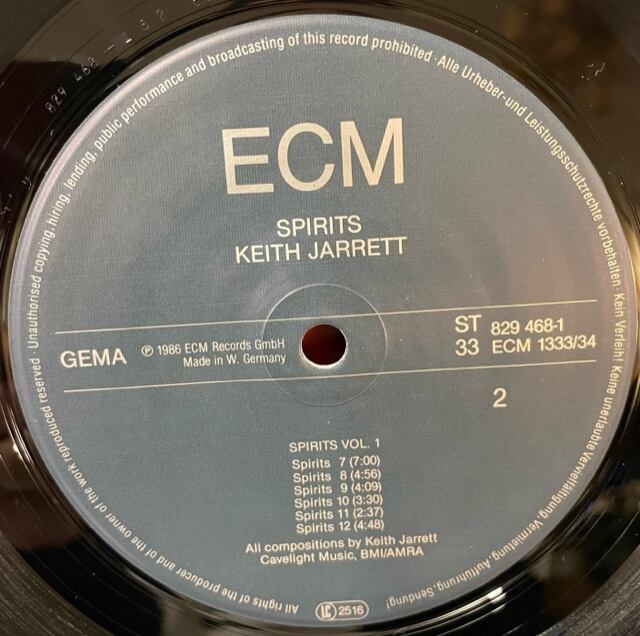 ECM
SPIRITS
KEITH JARRETT
GEMA
℗ 1986 ECM Records GmbH
Made in W. Germany
ST 829 468-1
33 ECM 1333/34
2
SPIRITS VOL. 1
Spirits 7 (7:00)
Spirits 8 (4:56)
Spirits 9 (4:09)
Spirits 10 (3:30)
Spirits 11 (2:37)
Spirits 12 (4:48)
All compositions by Keith Jarrett
Cavelight Music, BMI/AMRA
LC 2516
All rights of the producer and of the owner of the work reproduced reserved · Unauthorised copying, hiring, lending, public performance and broadcasting of this record prohibited · Alle Urheber- und Leistungsschutzrechte vorbehalten · Kein Verleih! Keine unerlaubte Vervielfältigung, Vermietung, Aufführung, Sendung!